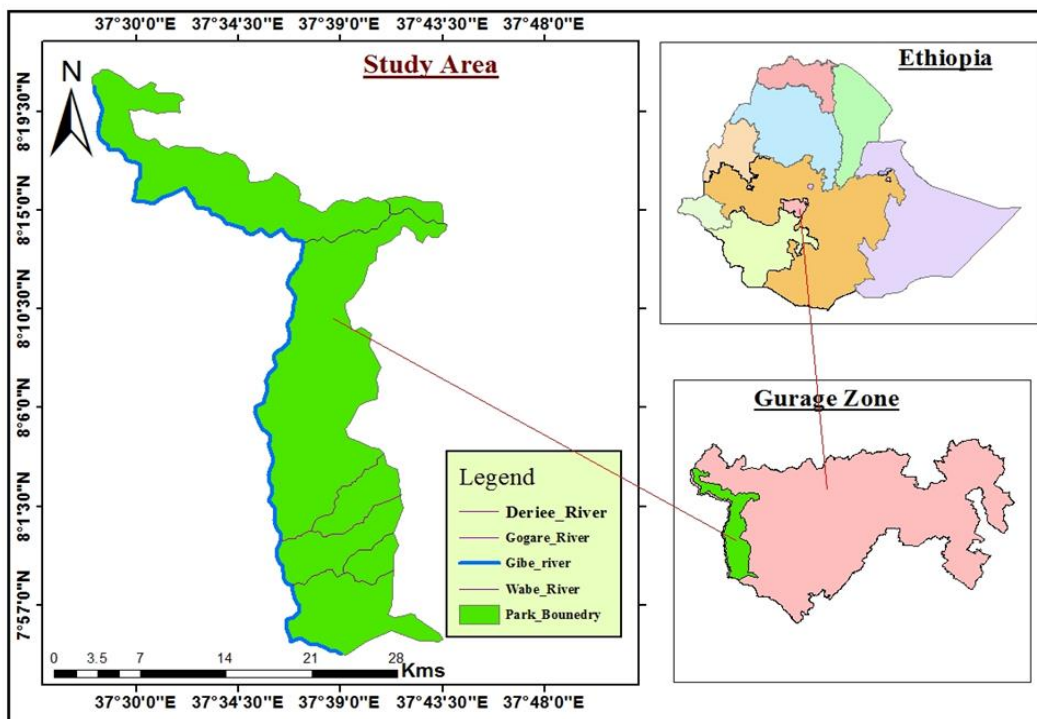 37°30'0"E 37°34'30"E 37°39'0"E 37°43'30"E 37°48'0"E
Study Area
N
8°19'30"N
8°15'0"N
8°10'30"N
8°6'0"N
8°1'30"N
7°57'0"N
Legend
Deriee_River
Gogare_River
Gibe_river
Wabe_River
Park_Bounedry
0 3.5 7 14 21 28
Kms
37°30'0"E 37°34'30"E 37°39'0"E 37°43'30"E 37°48'0"E
Ethiopia
Gurage Zone